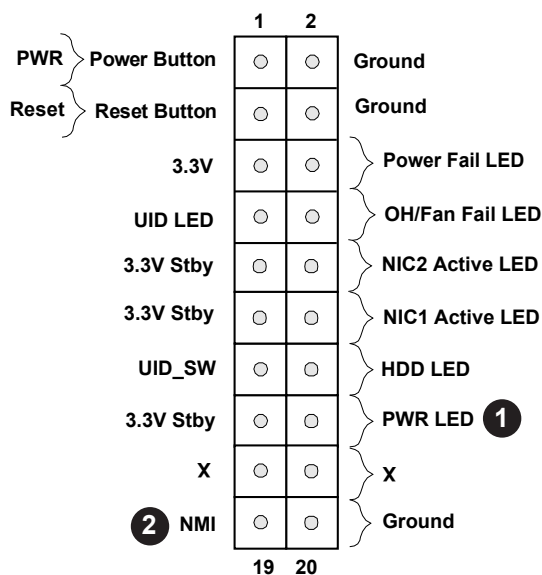 1 2
PWR Power Button Ground
Reset Reset Button Ground
3.3V Power Fail LED
UID LED OH/Fan Fail LED
3.3V Stby NIC2 Active LED
3.3V Stby NIC1 Active LED
UID_SW HDD LED
3.3V Stby PWR LED 1
X X
2 NMI Ground
19 20